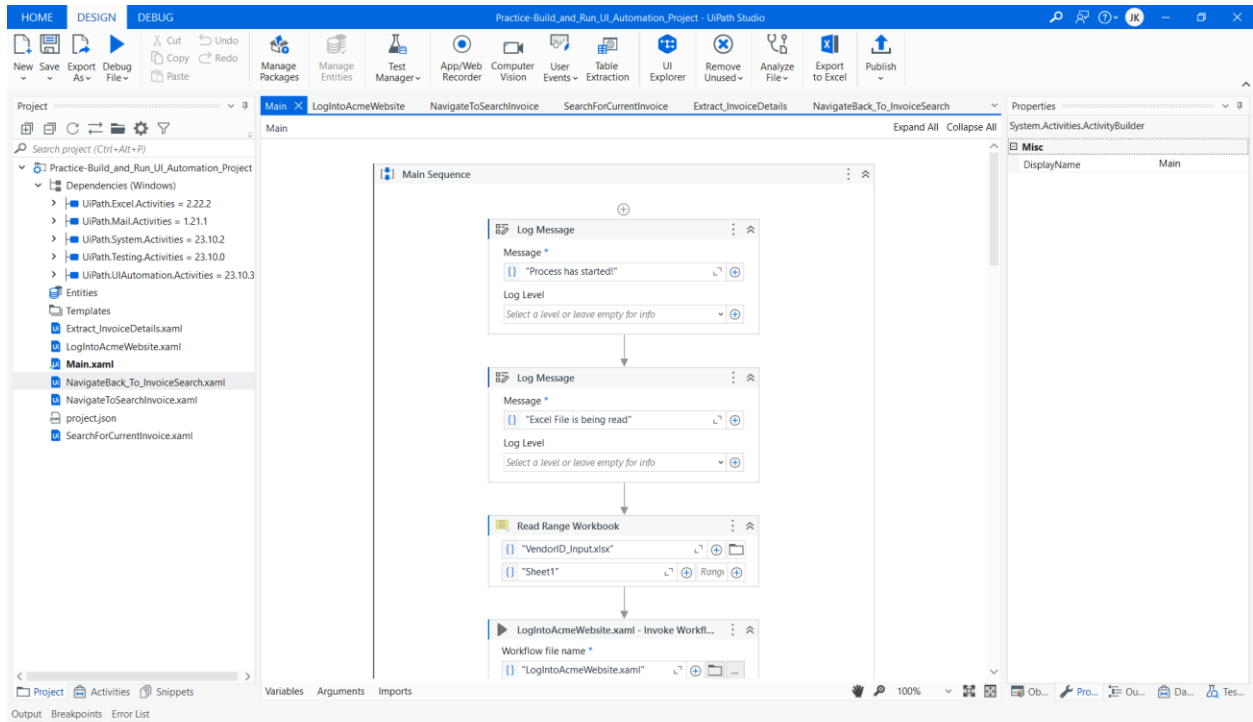 HOME DESIGN DEBUG Practice-Build_and_Run_UI_Automation_Project - UiPath Studio JK
New Save Export As Debug File Cut Copy Paste Undo Redo Manage Packages Manage Entities Test Manager App/Web Recorder Computer Vision User Events Table Extraction UI Explorer Remove Unused Analyze File Export to Excel Publish
Project
Search project (Ctrl+Alt+P)
Practice-Build_and_Run_UI_Automation_Project
Dependencies (Windows)
UiPath.Excel.Activities = 2.22.2
UiPath.Mail.Activities = 1.21.1
UiPath.System.Activities = 23.10.2
UiPath.Testing.Activities = 23.10.0
UiPath.UIAutomation.Activities = 23.10.3
Entities
Templates
Extract_InvoiceDetails.xaml
LogIntoAcmeWebsite.xaml
Main.xaml
NavigateBack_To_InvoiceSearch.xaml
NavigateToSearchInvoice.xaml
project.json
SearchForCurrentInvoice.xaml
Project Activities Snippets
Main LogIntoAcmeWebsite NavigateToSearchInvoice SearchForCurrentInvoice Extract_InvoiceDetails NavigateBack_To_InvoiceSearch
Main Expand All Collapse All
Main Sequence
Log Message
Message *
"Process has started!"
Log Level
Select a level or leave empty for info
Log Message
Message *
"Excel File is being read"
Log Level
Select a level or leave empty for info
Read Range Workbook
"VendorID_Input.xlsx"
"Sheet1" Range
LogIntoAcmeWebsite.xaml - Invoke Workfl...
Workflow file name *
"LogIntoAcmeWebsite.xaml" ...
Variables Arguments Imports 100%
Properties
System.Activities.ActivityBuilder
Misc
DisplayName Main
Ob... Pro... Ou... Da... Tes...
Output Breakpoints Error List